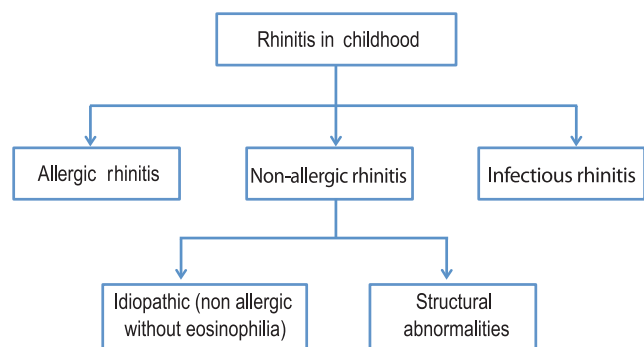 Rhinitis in childhood
Allergic rhinitis
Non-allergic rhinitis
Infectious rhinitis
Idiopathic (non allergic
without eosinophilia)
Structural
abnormalities